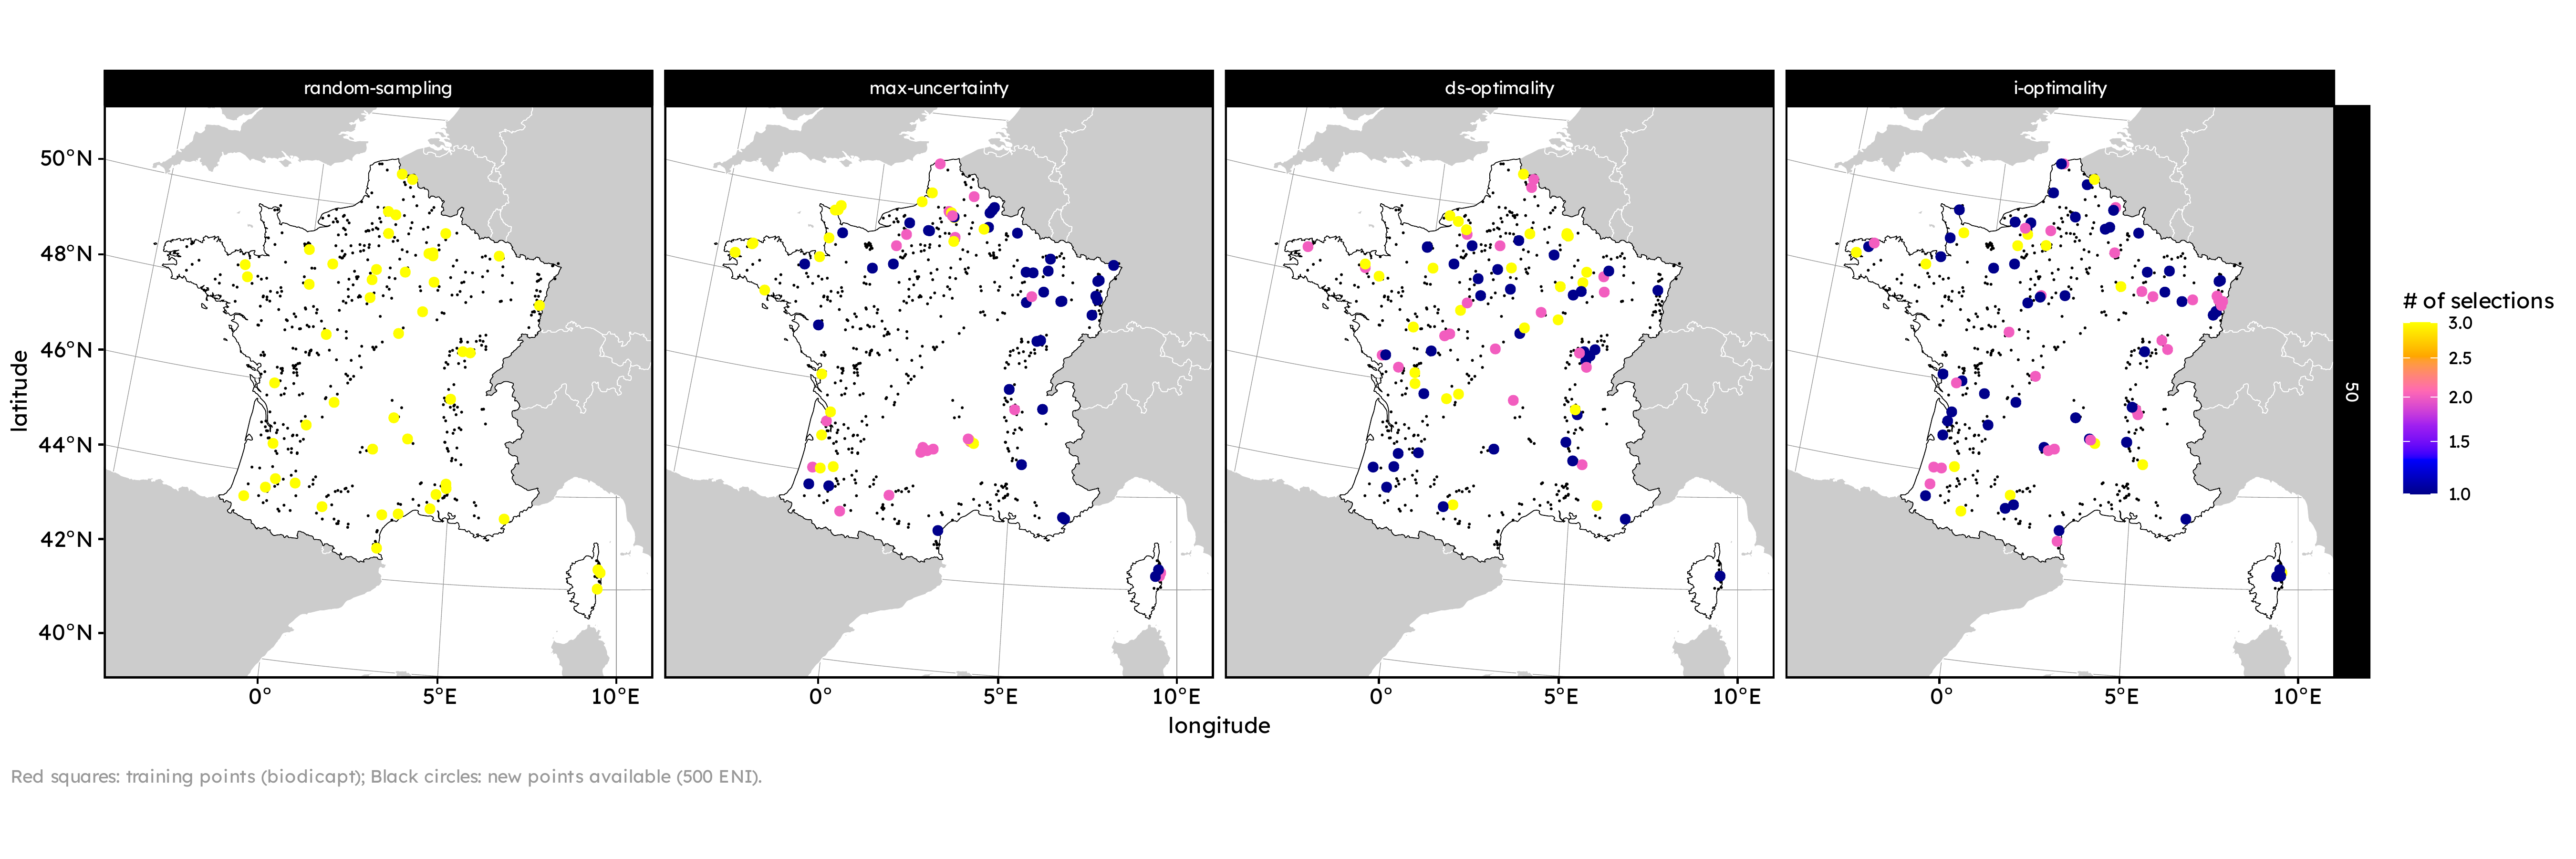 random-sampling
max-uncertainty
ds-optimality
i-optimality
50°N
48°N
46°N
44°N
42°N
40°N
latitude
0°
5°E
10°E
0°
5°E
10°E
0°
5°E
10°E
0°
5°E
10°E
longitude
50
# of selections
3.0
2.5
2.0
1.5
1.0
Red squares: training points (biodicapt); Black circles: new points available (500 ENI).